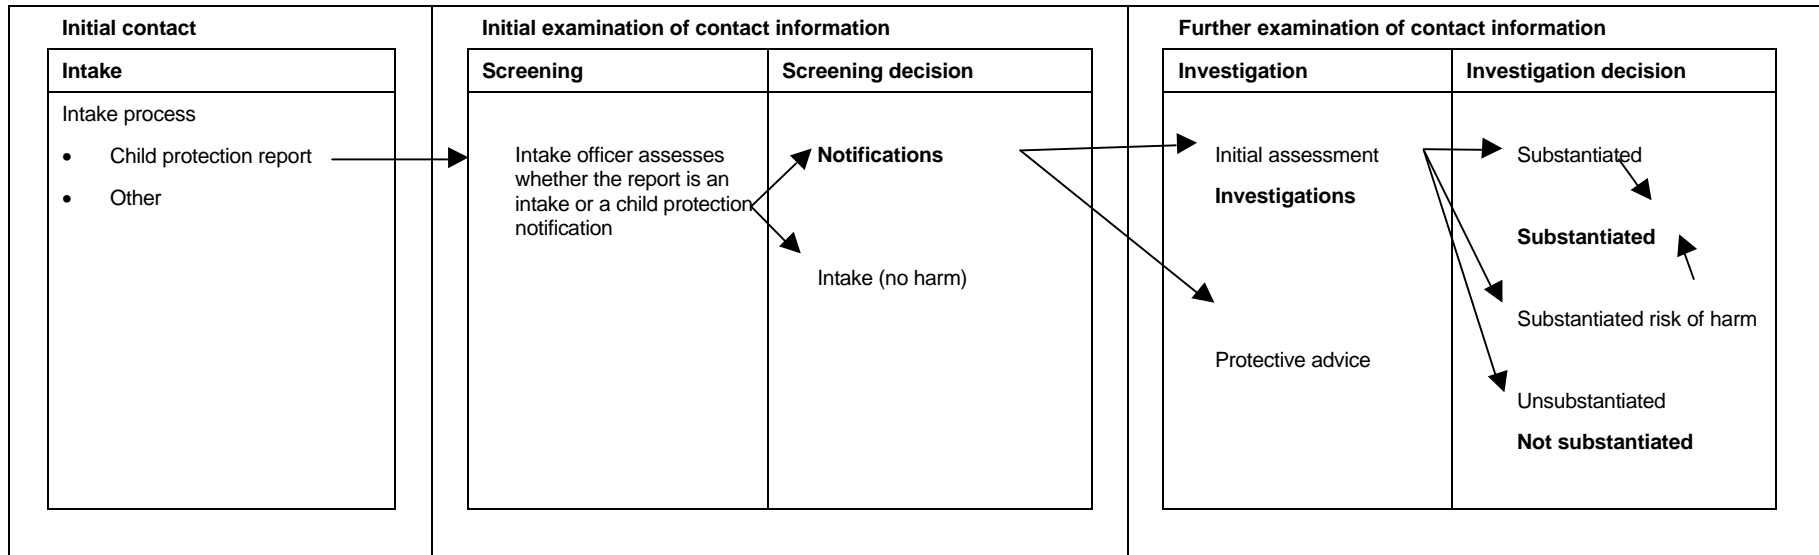 Initial contact
Intake
Intake process
• Child protection report
• Other
Initial examination of contact information
Screening
Intake officer assesses
whether the report is an
intake or a child protection
notification
Screening decision
Notifications
Intake (no harm)
Further examination of contact information
Investigation
Initial assessment
Investigations
Protective advice
Investigation decision
Substantiated
Substantiated
Substantiated risk of harm
Unsubstantiated
Not substantiated